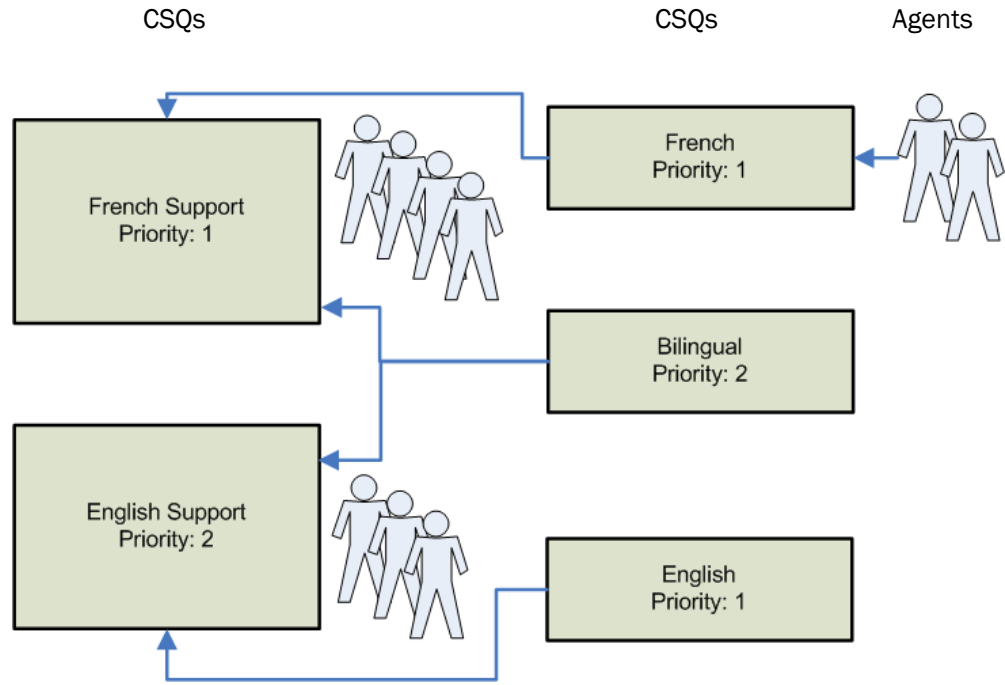 CSQs
CSQs
Agents
French Support
Priority: 1
French
Priority: 1
Bilingual
Priority: 2
English Support
Priority: 2
English
Priority: 1